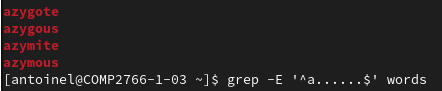 azygote
azygous
azymite
azymous
[antoinel@COMP2766-1-03 ~]$ grep -E '^a......$' words